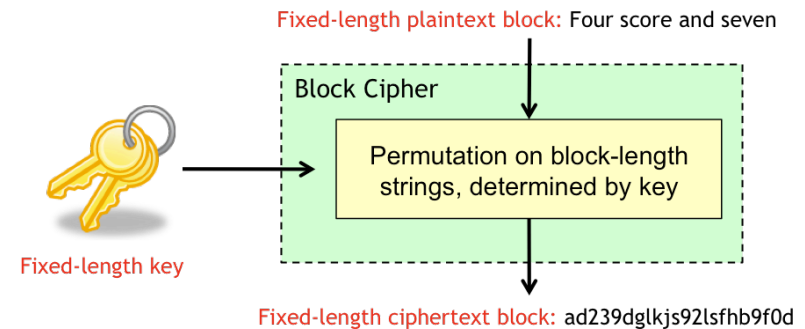 Fixed-length plaintext block: Four score and seven
Block Cipher
Permutation on block-length
strings, determined by key
Fixed-length key
Fixed-length ciphertext block: ad239dglkjs92lsfhb9f0d